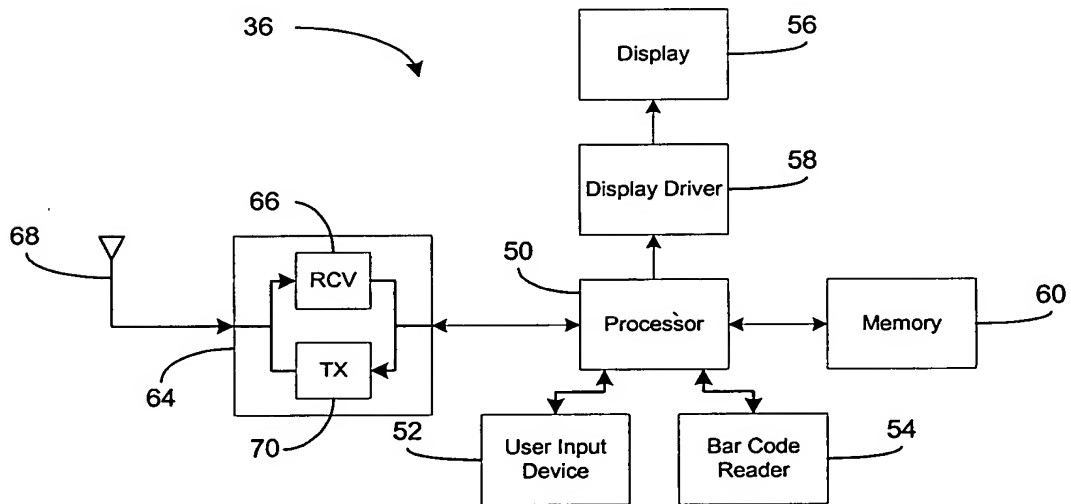 36
Display
56
Display Driver
58
66
68
RCV
50
Processor
Memory
60
TX
64
70
52
User Input
Device
Bar Code
Reader
54